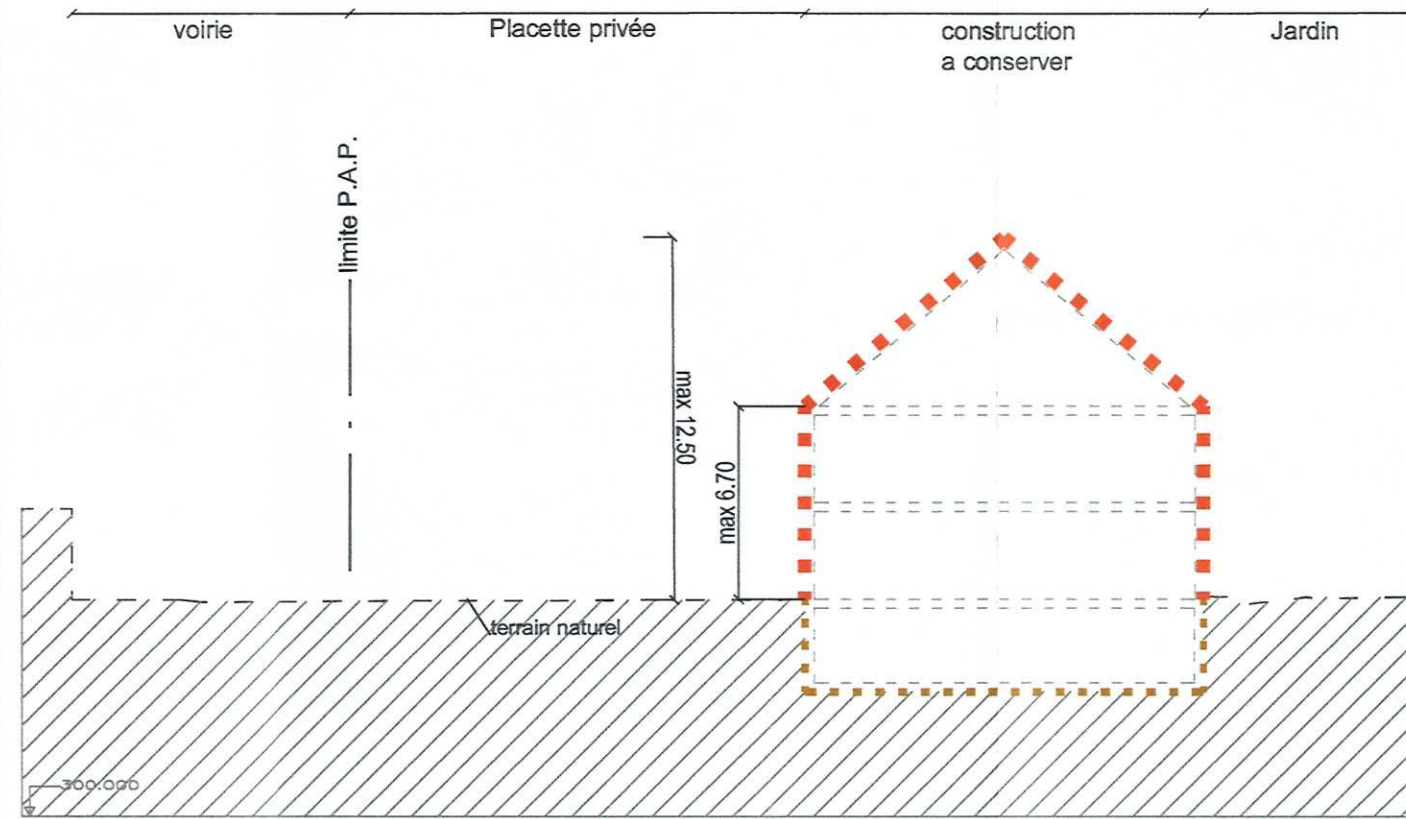 voirie
Placette privée
construction
a conserver
Jardin
limite P.A.P.
max 12.50
max 6.70
terrain naturel
300.000